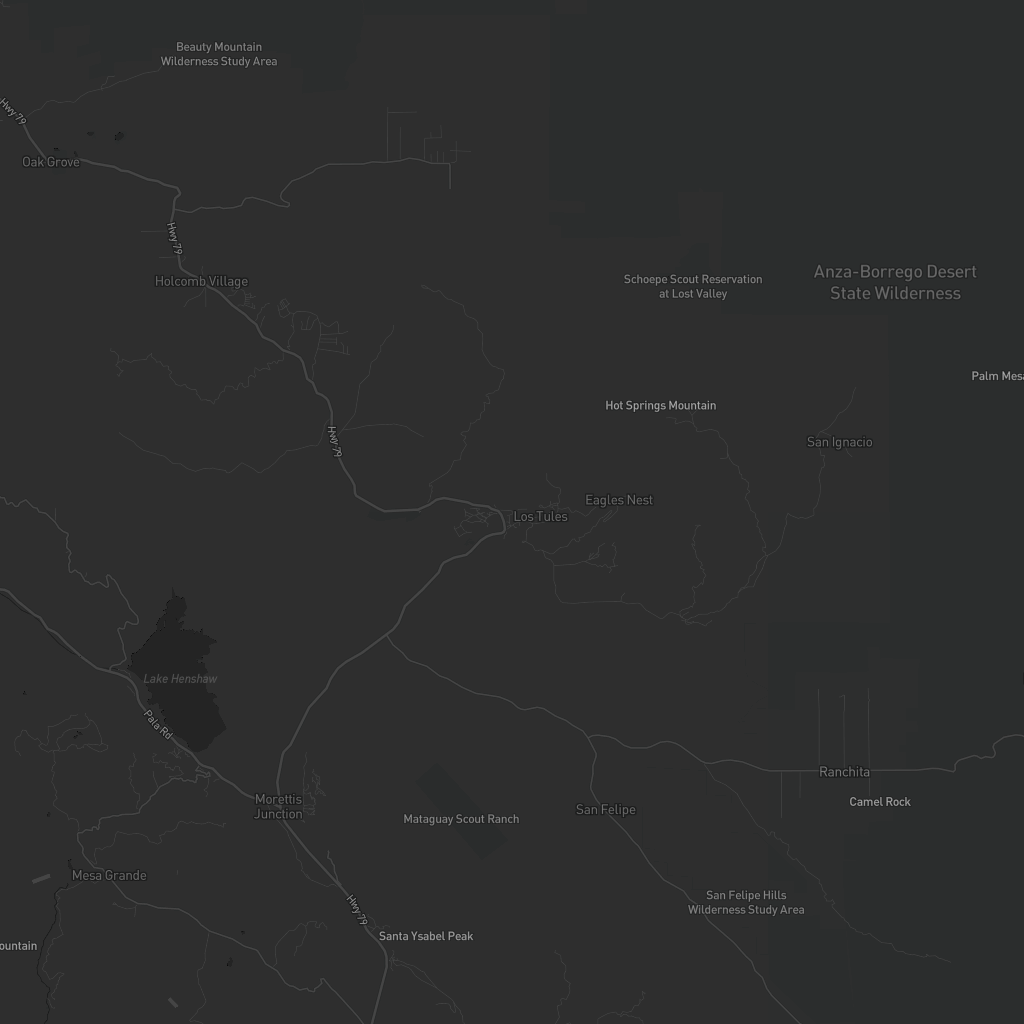 Beauty Mountain
Wilderness Study Area
Hwy 79
Oak Grove
Hwy 79
Holcomb Village
Schoepe Scout Reservation
at Lost Valley
Anza-Borrego Desert
State Wilderness
Palm Mesa
Hot Springs Mountain
San Ignacio
Hwy 79
Eagles Nest
Los Tules
Lake Henshaw
Pala Rd
Ranchita
Morettis
Junction
San Felipe
Camel Rock
Mataguay Scout Ranch
Mesa Grande
San Felipe Hills
Wilderness Study Area
Hwy 79
Santa Ysabel Peak
ountain